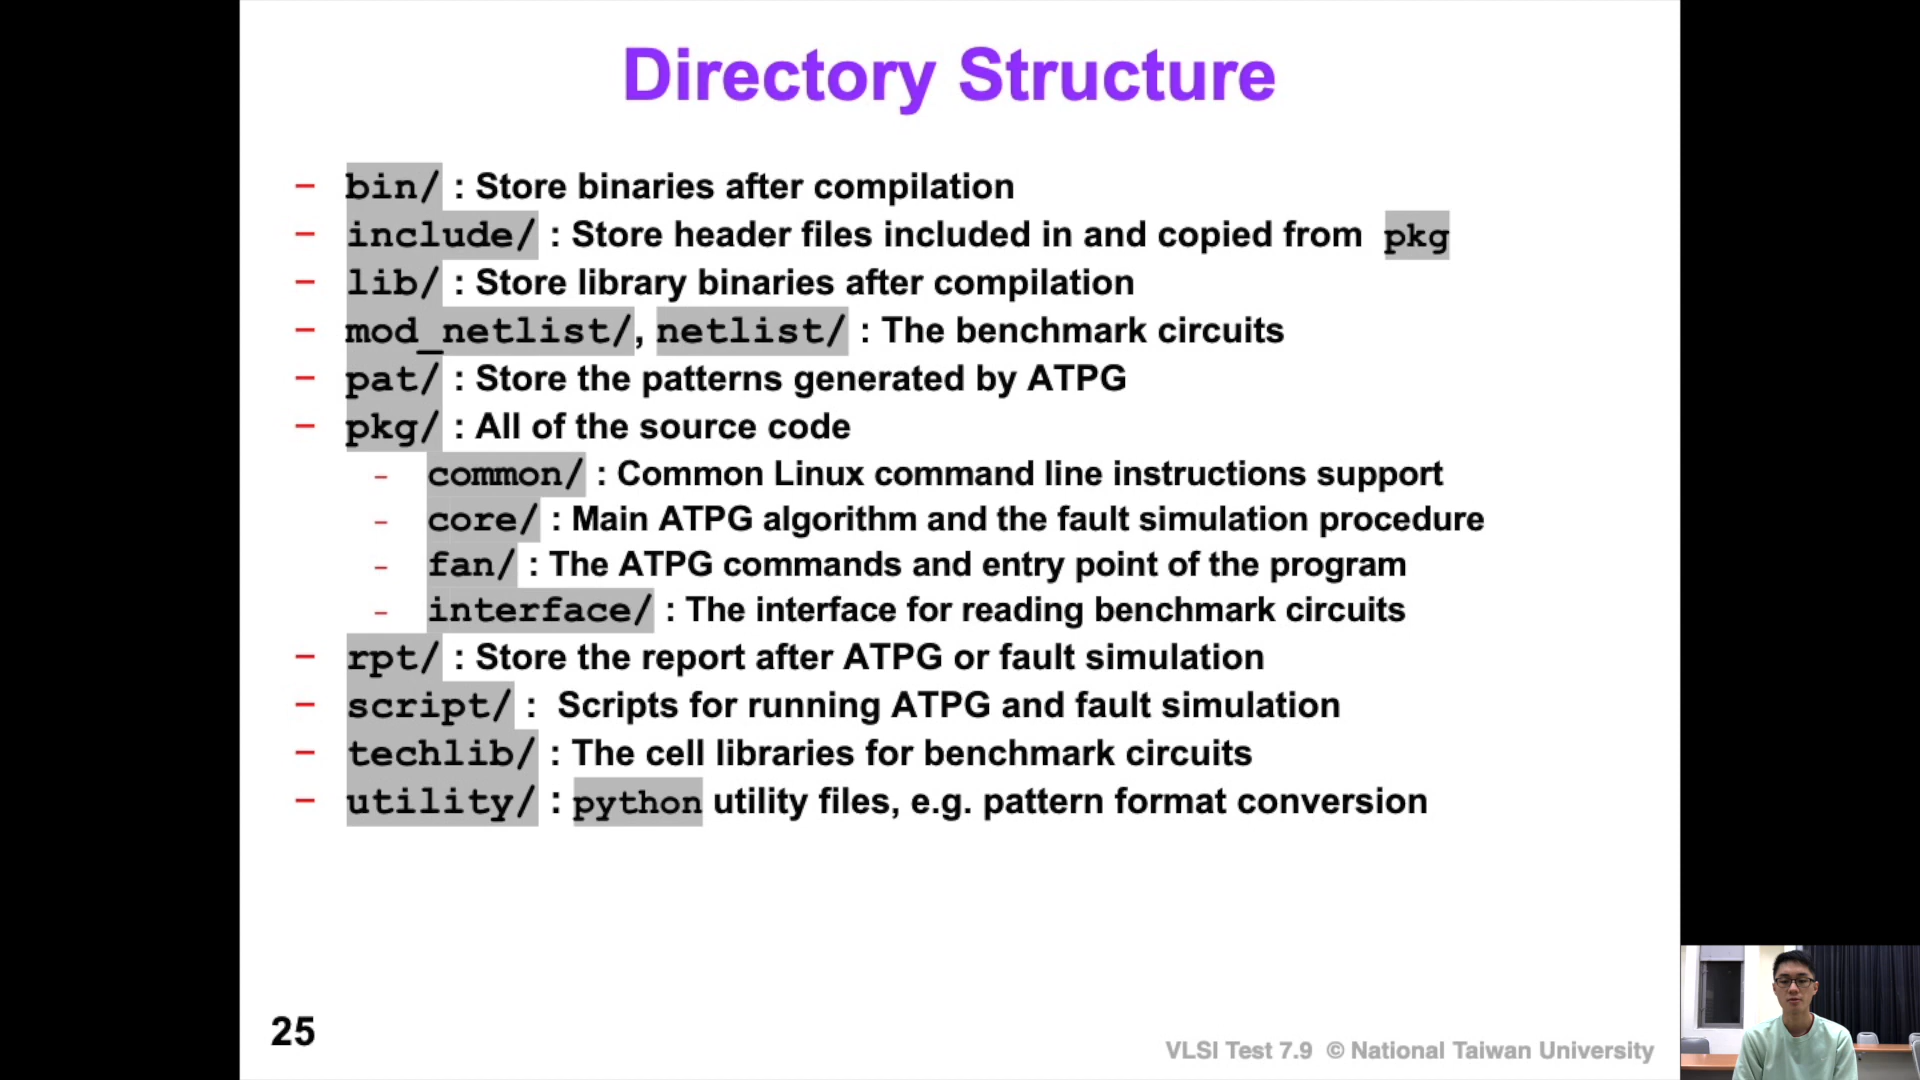 Directory Structure
– bin/ : Store binaries after compilation
– include/ : Store header files included in and copied from pkg
– lib/ : Store library binaries after compilation
– mod_netlist/, netlist/ : The benchmark circuits
– pat/ : Store the patterns generated by ATPG
– pkg/ : All of the source code
- common/ : Common Linux command line instructions support
- core/ : Main ATPG algorithm and the fault simulation procedure
- fan/ : The ATPG commands and entry point of the program
- interface/ : The interface for reading benchmark circuits
– rpt/ : Store the report after ATPG or fault simulation
– script/ : Scripts for running ATPG and fault simulation
– techlib/ : The cell libraries for benchmark circuits
– utility/ : python utility files, e.g. pattern format conversion
25
VLSI Test 7.9 © National Taiwan University